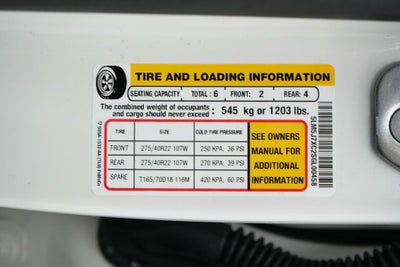 TIRE AND LOADING INFORMATION
SEATING CAPACITY TOTAL : 6 FRONT: 2 REAR: 4
The combined weight of occupants and cargo should never exceed : 545 kg or 1203 lbs.
TIRE SIZE COLD TIRE PRESSURE
FRONT 275/40R22 107W 250 KPA, 36 PSI
REAR 275/40R22 107W 270 KPA, 39 PSI
SPARE T165/70D18 116M 420 KPA, 60 PSI
SEE OWNERS
MANUAL FOR
ADDITIONAL
INFORMATION
5LM5J7XC2SGL00458